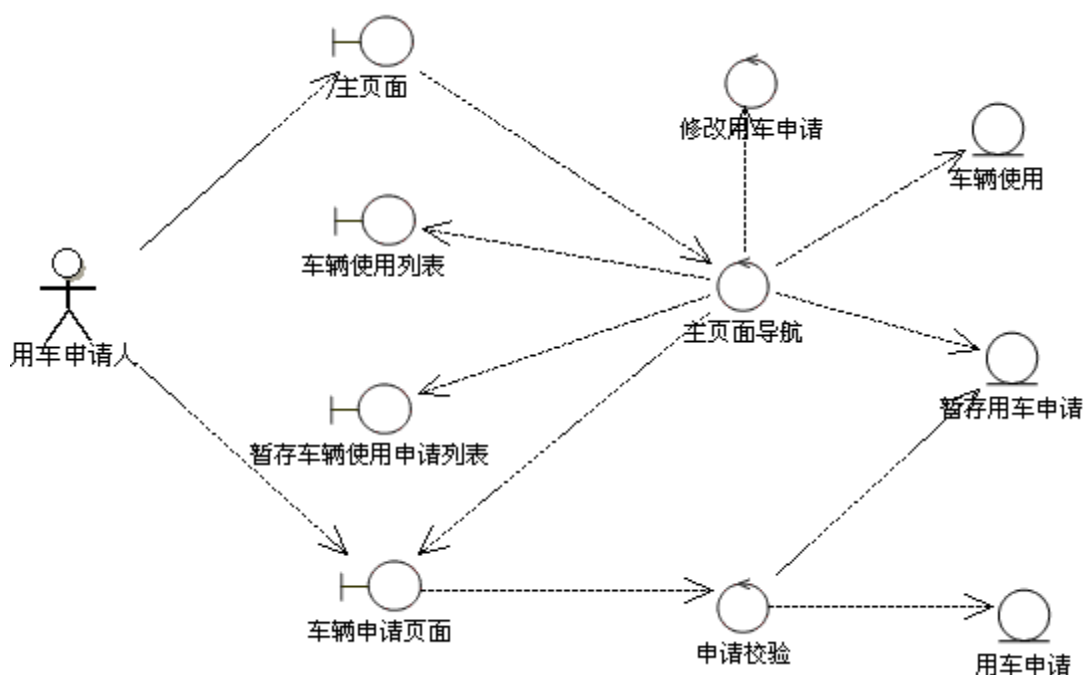 主页面
修改用车申请
车辆使用
车辆使用列表
主页面导航
用车申请人
暂存用车申请
暂存车辆使用申请列表
车辆申请页面
申请校验
用车申请